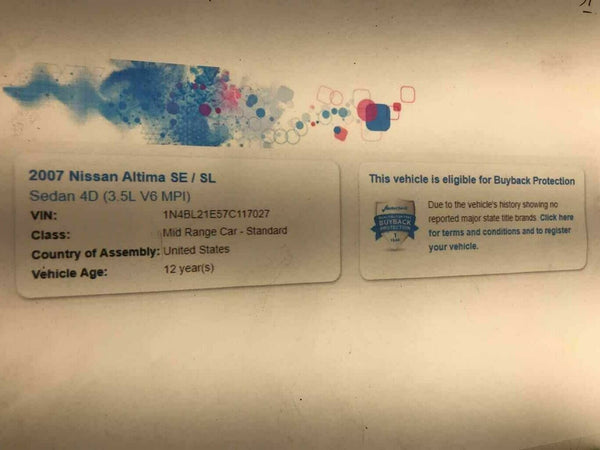 2007 Nissan Altima SE / SL
Sedan 4D (3.5L V6 MPI)
VIN: 1N4BL21E57C117027
Class: Mid Range Car - Standard
Country of Assembly: United States
Vehicle Age: 12 year(s)
This vehicle is eligible for Buyback Protection
Due to the vehicle's history showing no
reported major state title brands. Click here
for terms and conditions and to register
your vehicle.
BUYBACK
PROTECTION
1
YEAR